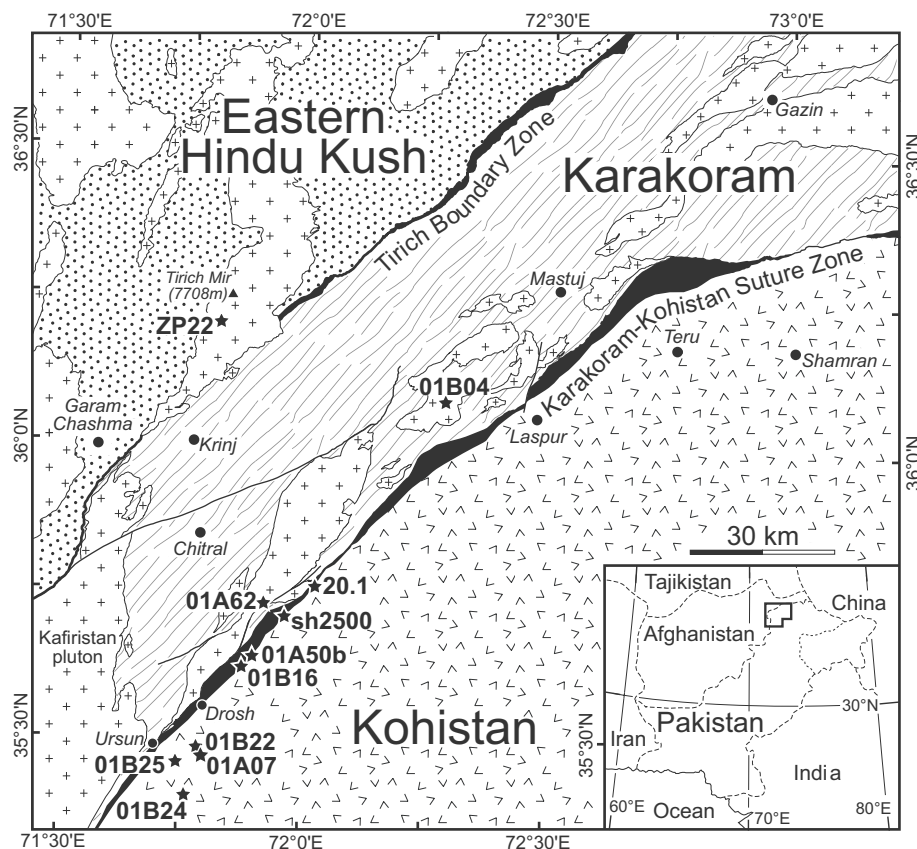 71°30'E
72°0'E
72°30'E
73°0'E
36°30'N
36°30'N
Eastern
Hindu Kush
Gazin
Karakoram
Tirich Boundary Zone
Tirich Mir
(7708m)
ZP22
Mastuj
Karakoram-Kohistan Suture Zone
Teru
Shamran
01B04
Laspur
Garam
Chashma
Krinj
36°0'N
36°0'N
Chitral
30 km
20.1
01A62
sh2500
Kafiristan
pluton
01A50b
01B16
Drosh
Kohistan
Ursun
35°30'N
35°30'N
01B22
01B25
01A07
01B24
Tajikistan
China
Afghanistan
30°N
Pakistan
Iran
India
60°E
Ocean
70°E
80°E
71°30'E
72°0'E
72°30'E